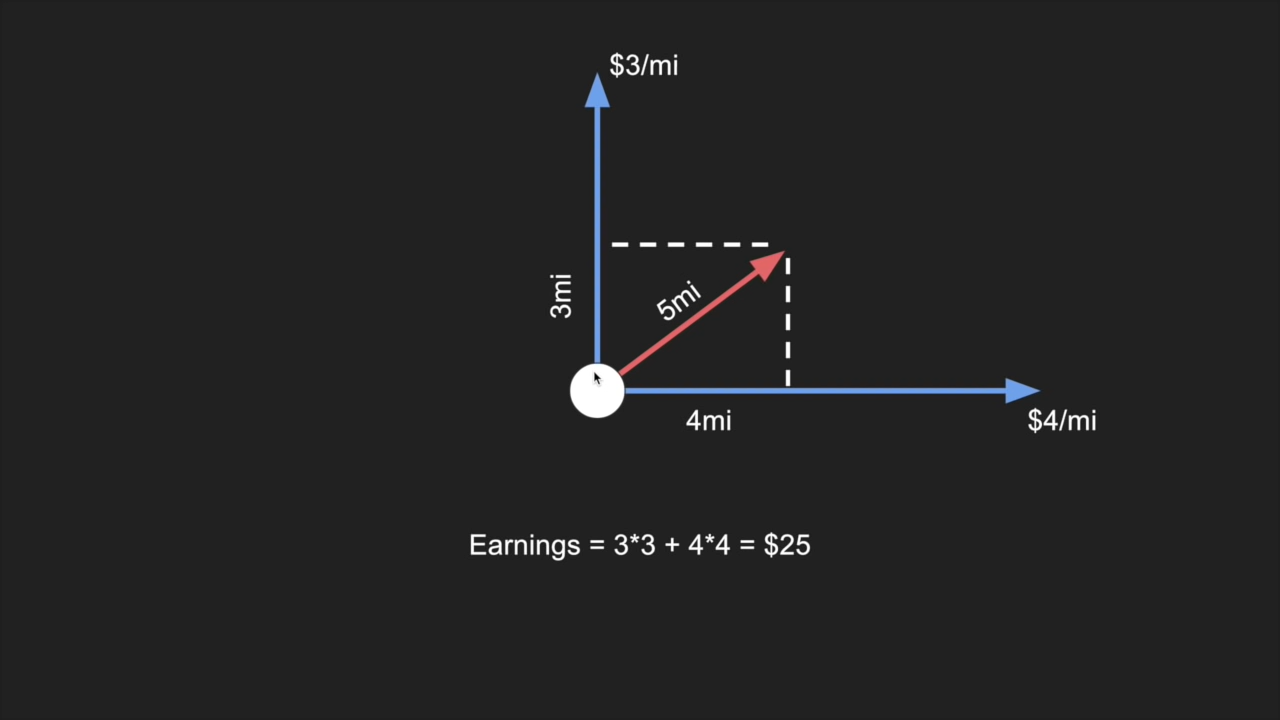 $3/mi
3mi
5mi
4mi
$4/mi
Earnings = 3*3 + 4*4 = $25